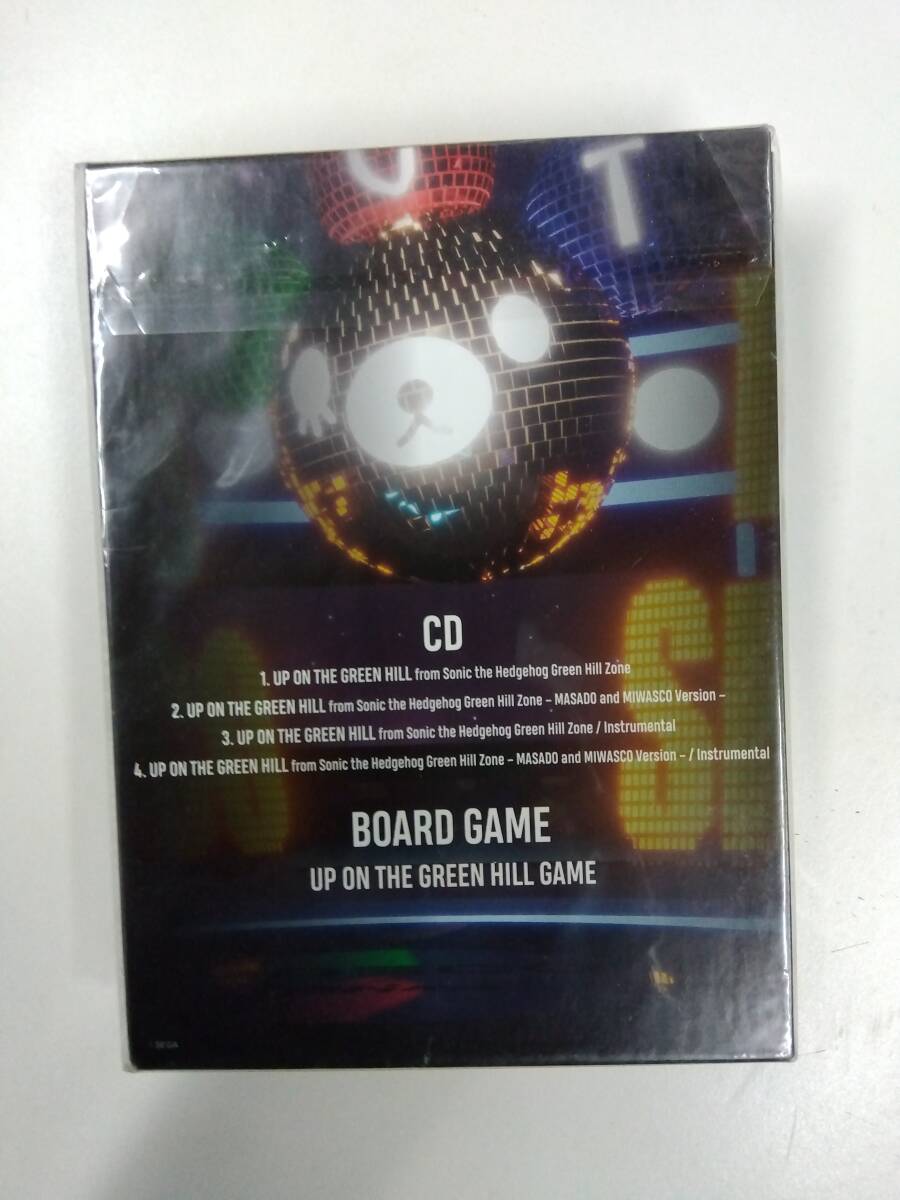 U T
CD
1. UP ON THE GREEN HILL from Sonic the Hedgehog Green Hill Zone
2. UP ON THE GREEN HILL from Sonic the Hedgehog Green Hill Zone – MASADO and MIWASCO Version –
3. UP ON THE GREEN HILL from Sonic the Hedgehog Green Hill Zone / Instrumental
4. UP ON THE GREEN HILL from Sonic the Hedgehog Green Hill Zone – MASADO and MIWASCO Version – / Instrumental
BOARD GAME
UP ON THE GREEN HILL GAME